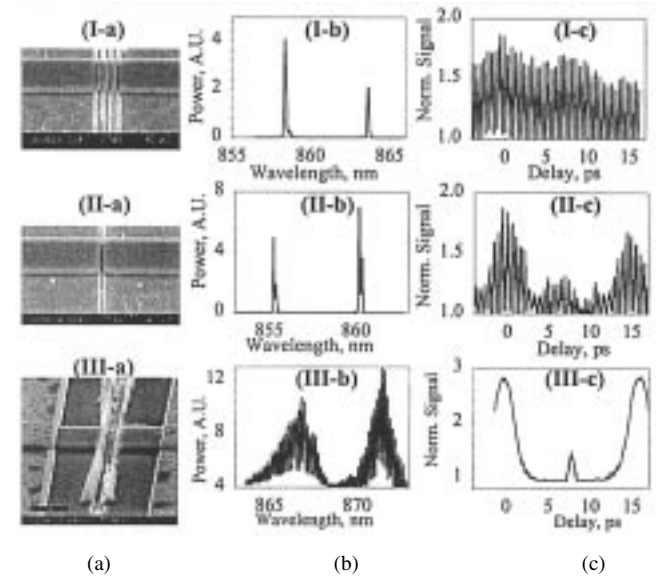 (I-a) (I-b) (I-c)
Power, A.U.
4
2
0
855 860 865
Wavelength, nm
Norm. Signal
2.0
1.5
1.0
0 5 10 15
Delay, ps
(II-a) (II-b) (II-c)
Power, A.U.
8
4
0
855 860
Wavelength, nm
Norm. Signal
2.0
1.5
1.0
0 5 10 15
Delay, ps
(III-a) (III-b) (III-c)
Power, A.U.
12
8
4
865 870
Wavelength, nm
Norm. Signal
3
2
1
0 5 10 15
Delay, ps
(a) (b) (c)